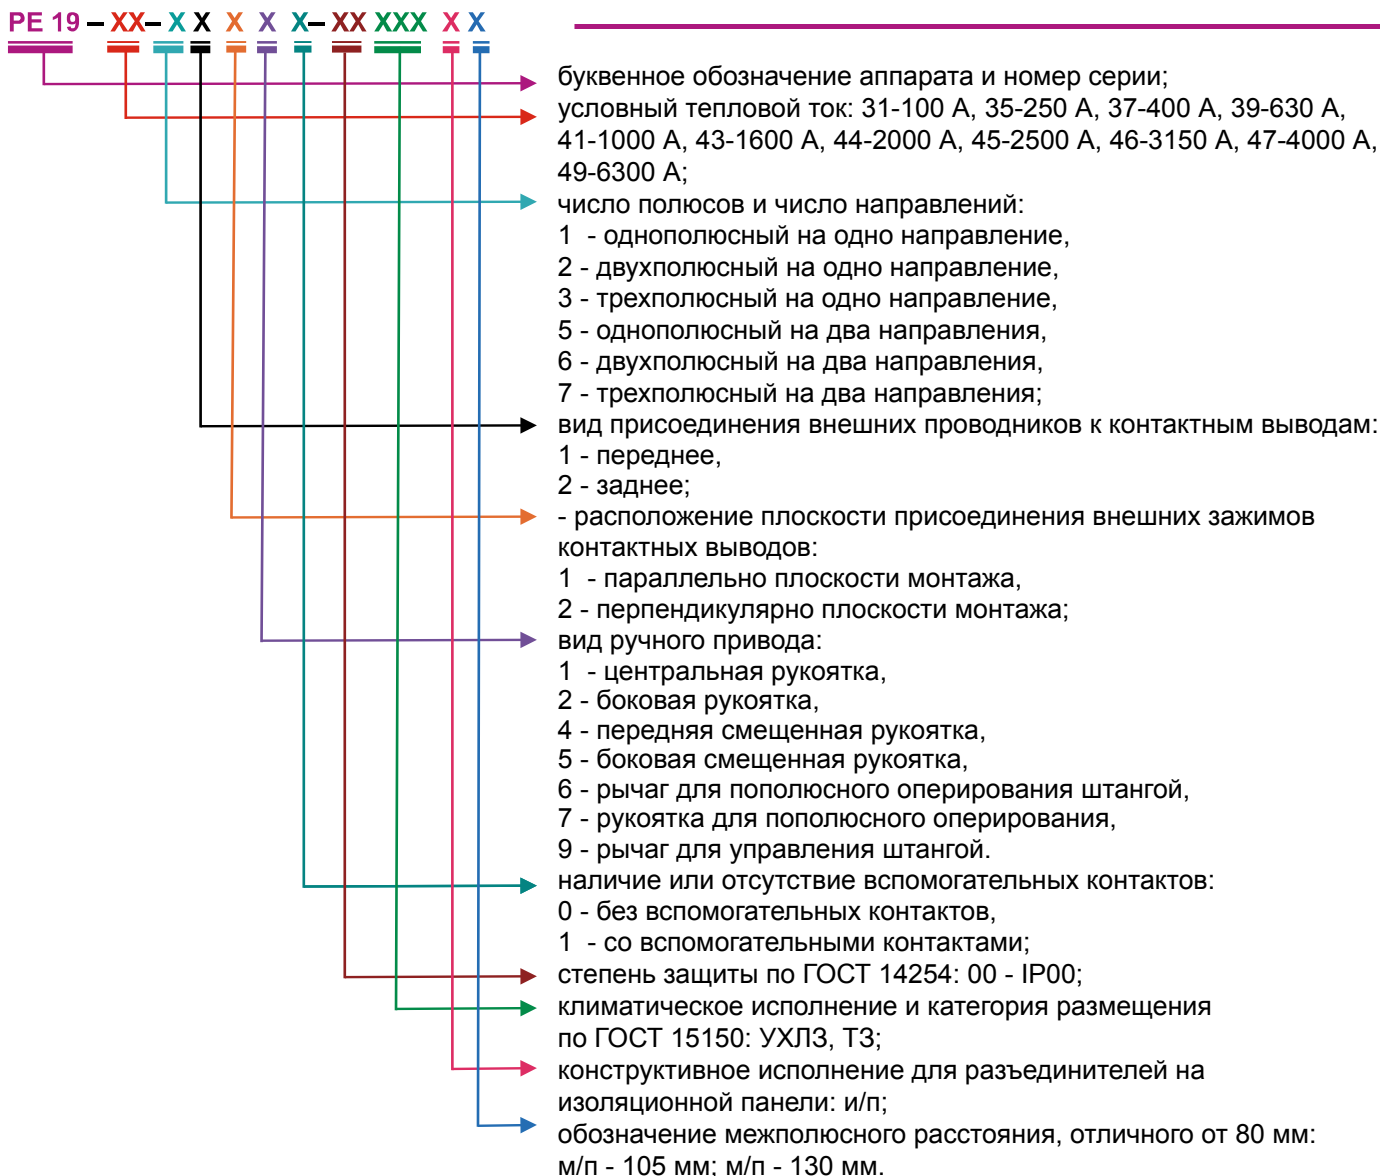 РЕ 19 – XX– X X X X X–XX XXX X X
буквенное обозначение аппарата и номер серии;
условный тепловой ток: 31-100 А, 35-250 А, 37-400 А, 39-630 А,
41-1000 А, 43-1600 А, 44-2000 А, 45-2500 А, 46-3150 А, 47-4000 А,
49-6300 А;
число полюсов и число направлений:
1 - однополюсный на одно направление,
2 - двухполюсный на одно направление,
3 - трехполюсный на одно направление,
5 - однополюсный на два направления,
6 - двухполюсный на два направления,
7 - трехполюсный на два направления;
вид присоединения внешних проводников к контактным выводам:
1 - переднее,
2 - заднее;
- расположение плоскости присоединения внешних зажимов
контактных выводов:
1 - параллельно плоскости монтажа,
2 - перпендикулярно плоскости монтажа;
вид ручного привода:
1 - центральная рукоятка,
2 - боковая рукоятка,
4 - передняя смещенная рукоятка,
5 - боковая смещенная рукоятка,
6 - рычаг для пополюсного оперирования штангой,
7 - рукоятка для пополюсного оперирования,
9 - рычаг для управления штангой.
наличие или отсутствие вспомогательных контактов:
0 - без вспомогательных контактов,
1 - со вспомогательными контактами;
степень защиты по ГОСТ 14254: 00 - IP00;
климатическое исполнение и категория размещения
по ГОСТ 15150: УХЛ3, Т3;
конструктивное исполнение для разъединителей на
изоляционной панели: и/п;
обозначение межполюсного расстояния, отличного от 80 мм:
м/п - 105 мм; м/п - 130 мм.